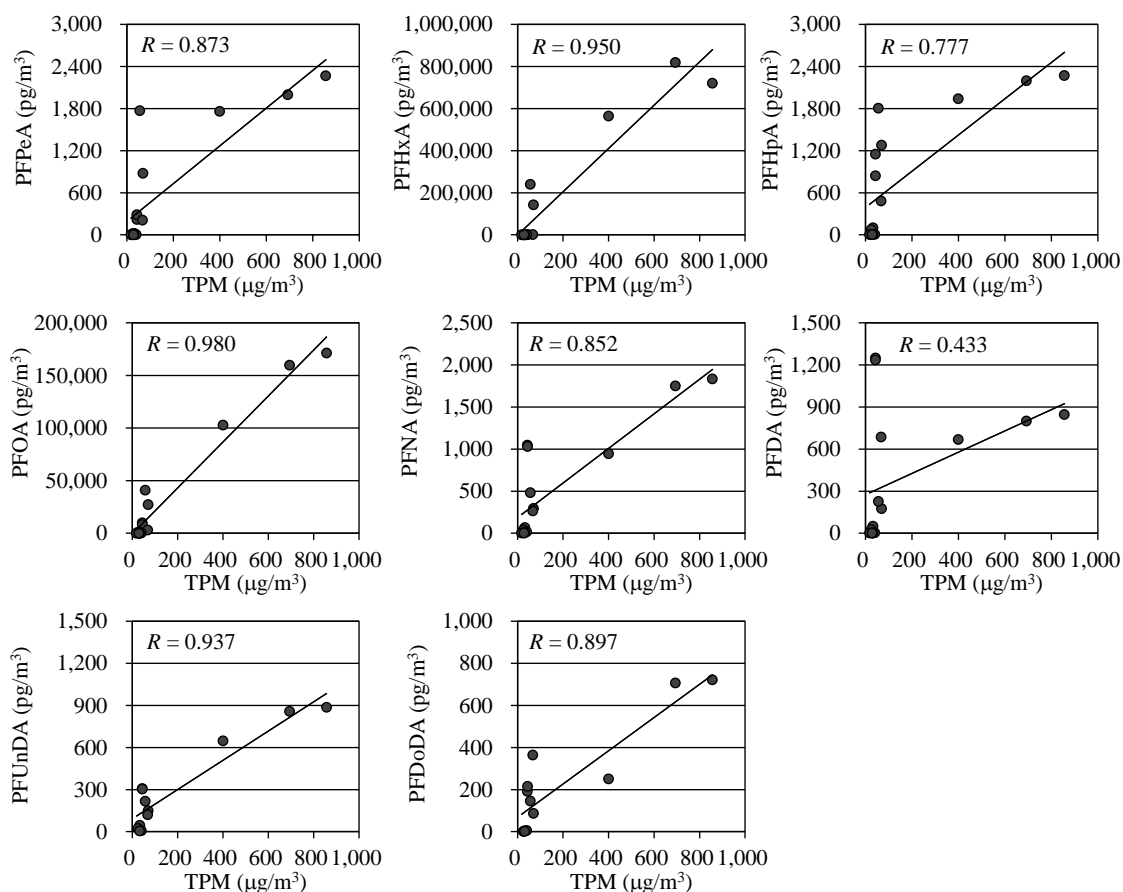 PFPeA (pg/m³)
3,000
2,400
1,800
1,200
600
0
R = 0.873
0 200 400 600 800 1,000
TPM (μg/m³)
PFHxA (pg/m³)
1,000,000
800,000
600,000
400,000
200,000
0
R = 0.950
0 200 400 600 800 1,000
TPM (μg/m³)
PFHpA (pg/m³)
3,000
2,400
1,800
1,200
600
0
R = 0.777
0 200 400 600 800 1,000
TPM (μg/m³)
PFOA (pg/m³)
200,000
150,000
100,000
50,000
0
R = 0.980
0 200 400 600 800 1,000
TPM (μg/m³)
PFNA (pg/m³)
2,500
2,000
1,500
1,000
500
0
R = 0.852
0 200 400 600 800 1,000
TPM (μg/m³)
PFDA (pg/m³)
1,500
1,200
900
600
300
0
R = 0.433
0 200 400 600 800 1,000
TPM (μg/m³)
PFUnDA (pg/m³)
1,500
1,200
900
600
300
0
R = 0.937
0 200 400 600 800 1,000
TPM (μg/m³)
PFDoDA (pg/m³)
1,000
800
600
400
200
0
R = 0.897
0 200 400 600 800 1,000
TPM (μg/m³)